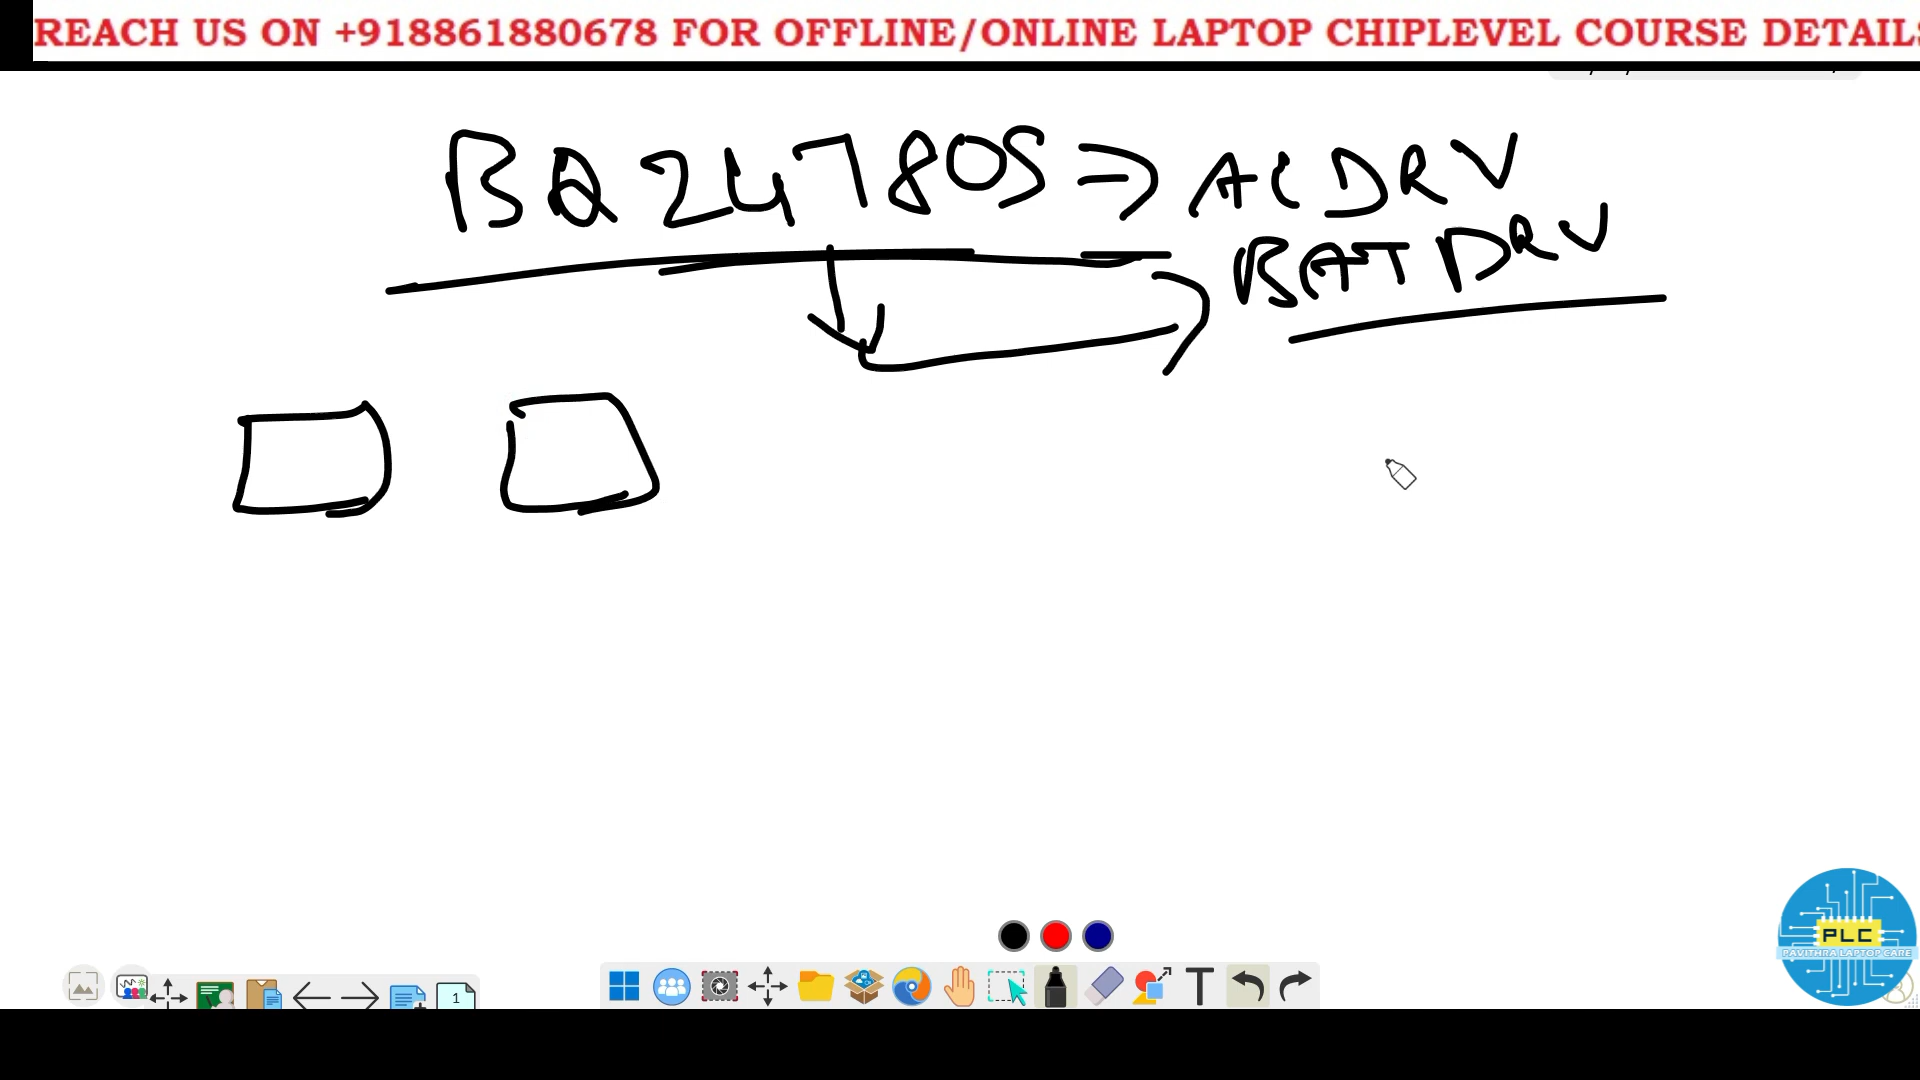 REACH US ON +918861880678 FOR OFFLINE/ONLINE LAPTOP CHIPLEVEL COURSE DETAILS
BQ24780S => ACDRV
BATDRV
1
T
PLC
PAVITHRA LAPTOP CARE